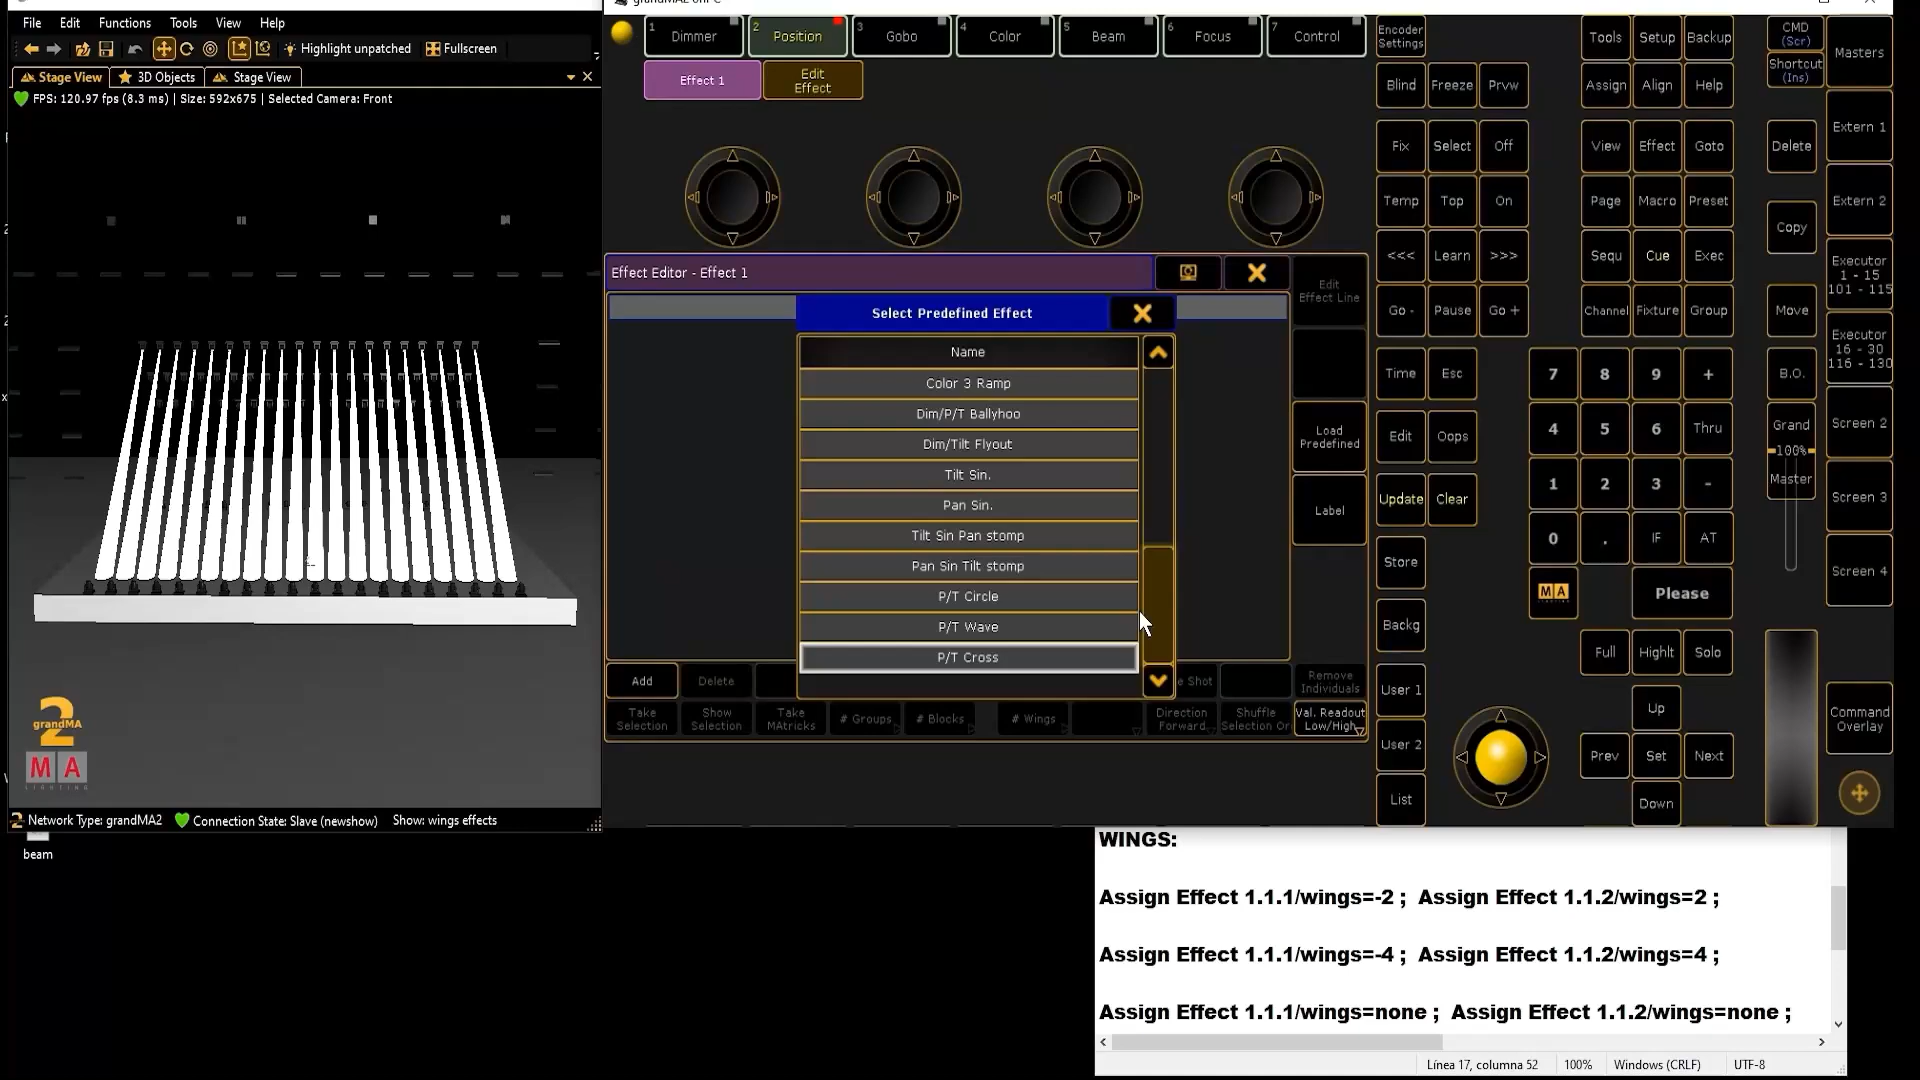 File Edit Functions Tools View Help
Highlight unpatched Fullscreen
Stage View 3D Objects Stage View
FPS: 120.97 fps (8.3 ms) | Size: 592x675 | Selected Camera: Front
grandMA
MA
LIGHTING
Network Type: grandMA2 Connection State: Slave (newshow) Show: wings effects
beam
1 Dimmer
2 Position
3 Gobo
4 Color
5 Beam
6 Focus
7 Control
Effect 1
Edit Effect
Effect Editor - Effect 1
Select Predefined Effect
Name
Color 3 Ramp
Dim/P/T Ballyhoo
Dim/Tilt Flyout
Tilt Sin.
Pan Sin.
Tilt Sin Pan stomp
Pan Sin Tilt stomp
P/T Circle
P/T Wave
P/T Cross
Edit Effect Line
Load Predefined
Label
Add Delete e Shot Remove Individuals
Take Selection
Show Selection
Take MAtricks
# Groups
# Blocks
# Wings
Direction Forward
Shuffle Selection Or
Val. Readout Low/High
Encoder Settings
Tools Setup Backup
Blind Freeze Prvw Assign Align Help
Fix Select Off View Effect Goto
Temp Top On Page Macro Preset
<<< Learn >>> Sequ Cue Exec
Go - Pause Go + Channel Fixture Group
Time Esc 7 8 9 +
Edit Oops 4 5 6 Thru
Update Clear 1 2 3 -
Store 0 . IF AT
MA Please
Backg Full Highlt Solo
User 1 Up
User 2 Prev Set Next
List Down
CMD (Scr)
Shortcut (Ins)
Delete
Copy
Move
B.O.
Grand
100%
Master
Masters
Extern 1
Extern 2
Executor 1 - 15 101 - 115
Executor 16 - 30 116 - 130
Screen 2
Screen 3
Screen 4
Command Overlay
WINGS:
Assign Effect 1.1.1/wings=-2 ; Assign Effect 1.1.2/wings=2 ;
Assign Effect 1.1.1/wings=-4 ; Assign Effect 1.1.2/wings=4 ;
Assign Effect 1.1.1/wings=none ; Assign Effect 1.1.2/wings=none ;
Línea 17, columna 52 100% Windows (CRLF) UTF-8